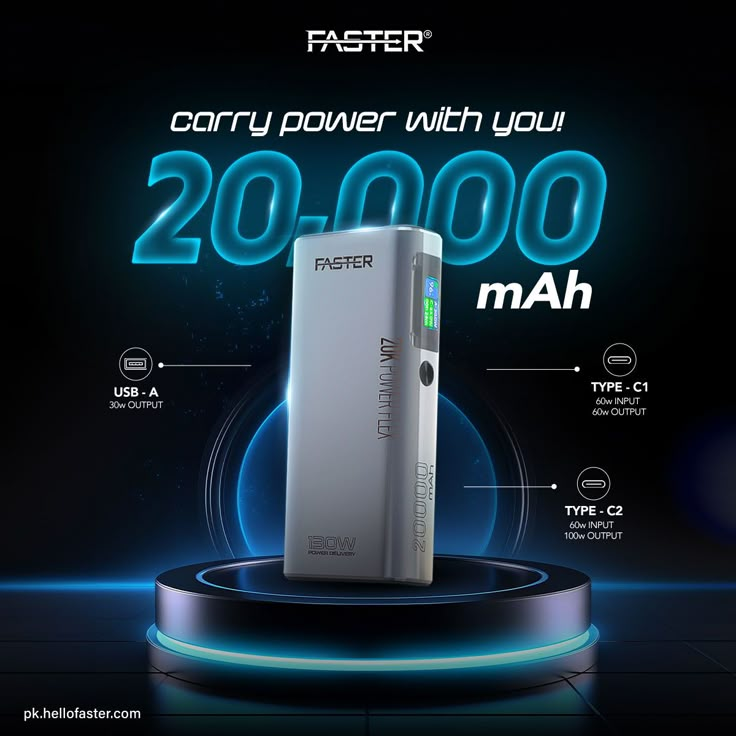 FASTER®
carry power with you!
20,000
mAh
FASTER
20K POWER FLEX
20000
mAh
130W
POWER DELIVERY
USB - A
30w OUTPUT
TYPE - C1
60w INPUT
60w OUTPUT
TYPE - C2
60w INPUT
100w OUTPUT
pk.hellofaster.com